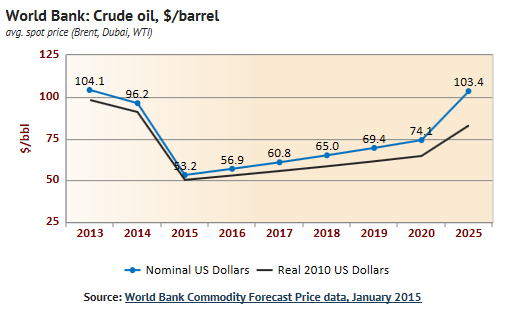 World Bank: Crude oil, $/barrel
avg. spot price (Brent, Dubai, WTI)
125
100
75
50
25
$/bbl
104.1
96.2
53.2
56.9
60.8
65.0
69.4
74.1
103.4
2013 2014 2015 2016 2017 2018 2019 2020 2025
Nominal US Dollars Real 2010 US Dollars
Source: World Bank Commodity Forecast Price data, January 2015